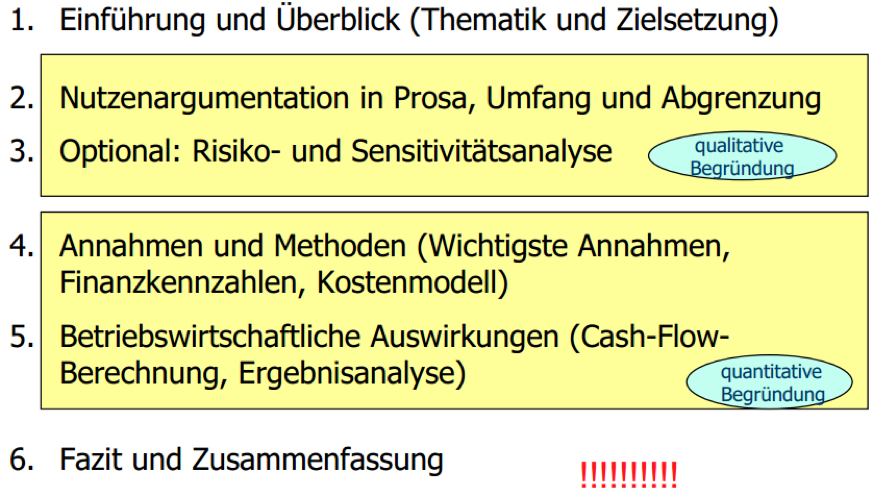 1. Einführung und Überblick (Thematik und Zielsetzung)
2. Nutzenargumentation in Prosa, Umfang und Abgrenzung
3. Optional: Risiko- und Sensitivitätsanalyse
qualitative
Begründung
4. Annahmen und Methoden (Wichtigste Annahmen,
Finanzkennzahlen, Kostenmodell)
5. Betriebswirtschaftliche Auswirkungen (Cash-Flow-
Berechnung, Ergebnisanalyse)
quantitative
Begründung
6. Fazit und Zusammenfassung
!!!!!!!!!!